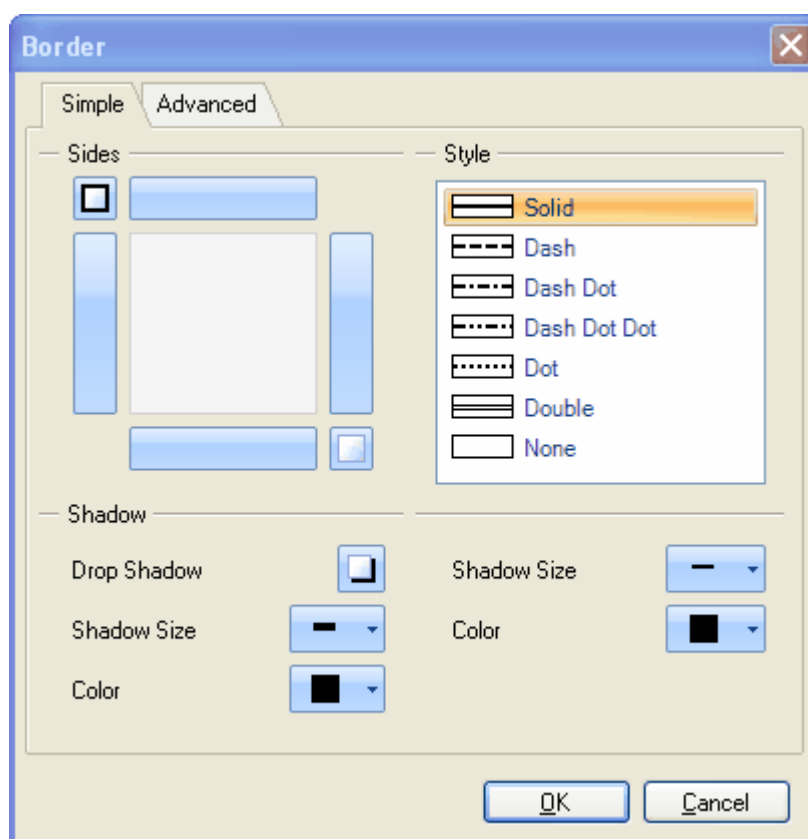 Border
Simple Advanced
Sides
Style
Solid
Dash
Dash Dot
Dash Dot Dot
Dot
Double
None
Shadow
Drop Shadow
Shadow Size
Color
Shadow Size
Color
OK Cancel